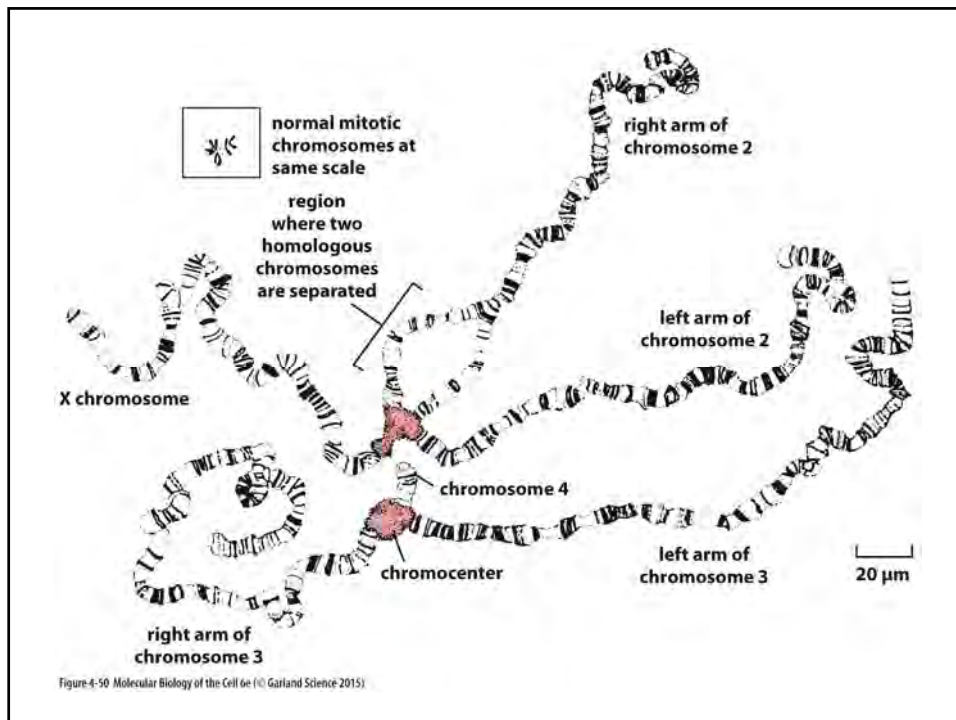 normal mitotic
chromosomes at
same scale
right arm of
chromosome 2
region
where two
homologous
chromosomes
are separated
left arm of
chromosome 2
X chromosome
chromosome 4
chromocenter
left arm of
chromosome 3
20 μm
right arm of
chromosome 3
Figure 4-50 Molecular Biology of the Cell 6e (© Garland Science 2015)